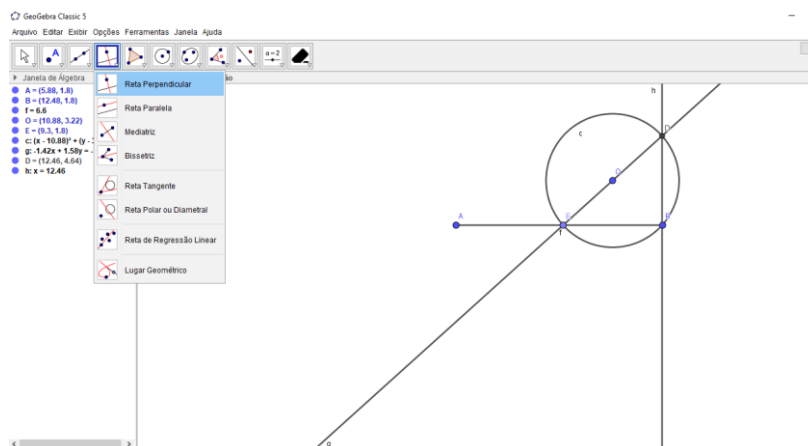 GeoGebra Classic 5
Arquivo Editar Exibir Opções Ferramentas Janela Ajuda
a=2
Janela de Álgebra
A = (5.88, 1.8)
B = (12.48, 1.8)
f = 6.6
O = (10.88, 3.22)
E = (9.3, 1.8)
c: (x - 10.88)² + (y -
g: -1.42x + 1.58y =
D = (12.46, 4.64)
h: x = 12.46
Reta Perpendicular
Reta Paralela
Mediatriz
Bissetriz
Reta Tangente
Reta Polar ou Diametral
Reta de Regressão Linear
Lugar Geométrico
h
c
D
O
A
E
B
f
g